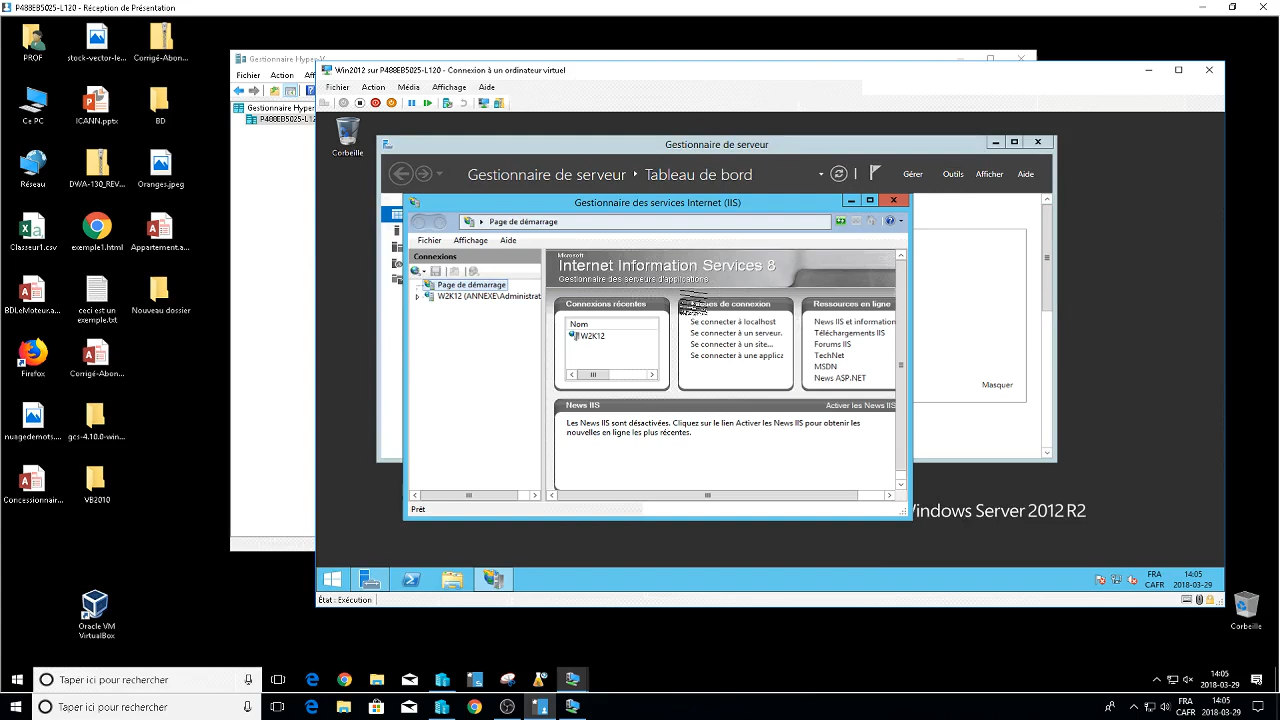 P488EB5025-L120 - Réception de Présentation
PROF
stock-vector-le...
Corrigé-Abon...
Ce PC
ICANN.pptx
BD
Réseau
DWA-130_REV...
Oranges.jpeg
Classeur1.csv
exemple1.html
Appartement.a...
BDLeMoteur.a...
ceci est un
exemple.txt
Nouveau dossier
Firefox
Corrigé-Abon...
nuagedemots...
gcs-4.10.0-win...
Concessionnair...
VB2010
Oracle VM
VirtualBox
Gestionnaire Hyper-V
Fichier Action Af
Gestionnaire Hyper
P488EB5025-L12
Win2012 sur P488EB5025-L120 - Connexion à un ordinateur virtuel
Fichier Action Média Affichage Aide
Corbeille
Gestionnaire de serveur
Gestionnaire de serveur Tableau de bord
Gérer Outils Afficher Aide
Masquer
Gestionnaire des services Internet (IIS)
Page de démarrage
Fichier Affichage Aide
Connexions
Page de démarrage
W2K12 (ANNEXE\Administrat
Microsoft
Internet Information Services 8
Gestionnaire des serveurs d'applications
Connexions récentes
Nom
W2K12
de connexion
Se connecter à localhost
Se connecter à un serveur.
Se connecter à un site...
Se connecter à une applica
Ressources en ligne
News IIS et information
Téléchargements IIS
Forums IIS
TechNet
MSDN
News ASP.NET
News IIS
Activer les News IIS
Les News IIS sont désactivées. Cliquez sur le lien Activer les News IIS pour obtenir les
nouvelles en ligne les plus récentes.
Prêt
Windows Server 2012 R2
FRA
CAFR
14:05
2018-03-29
État : Exécution
Corbeille
Taper ici pour rechercher
14:05
2018-03-29
Taper ici pour rechercher
FRA
CAFR
14:05
2018-03-29